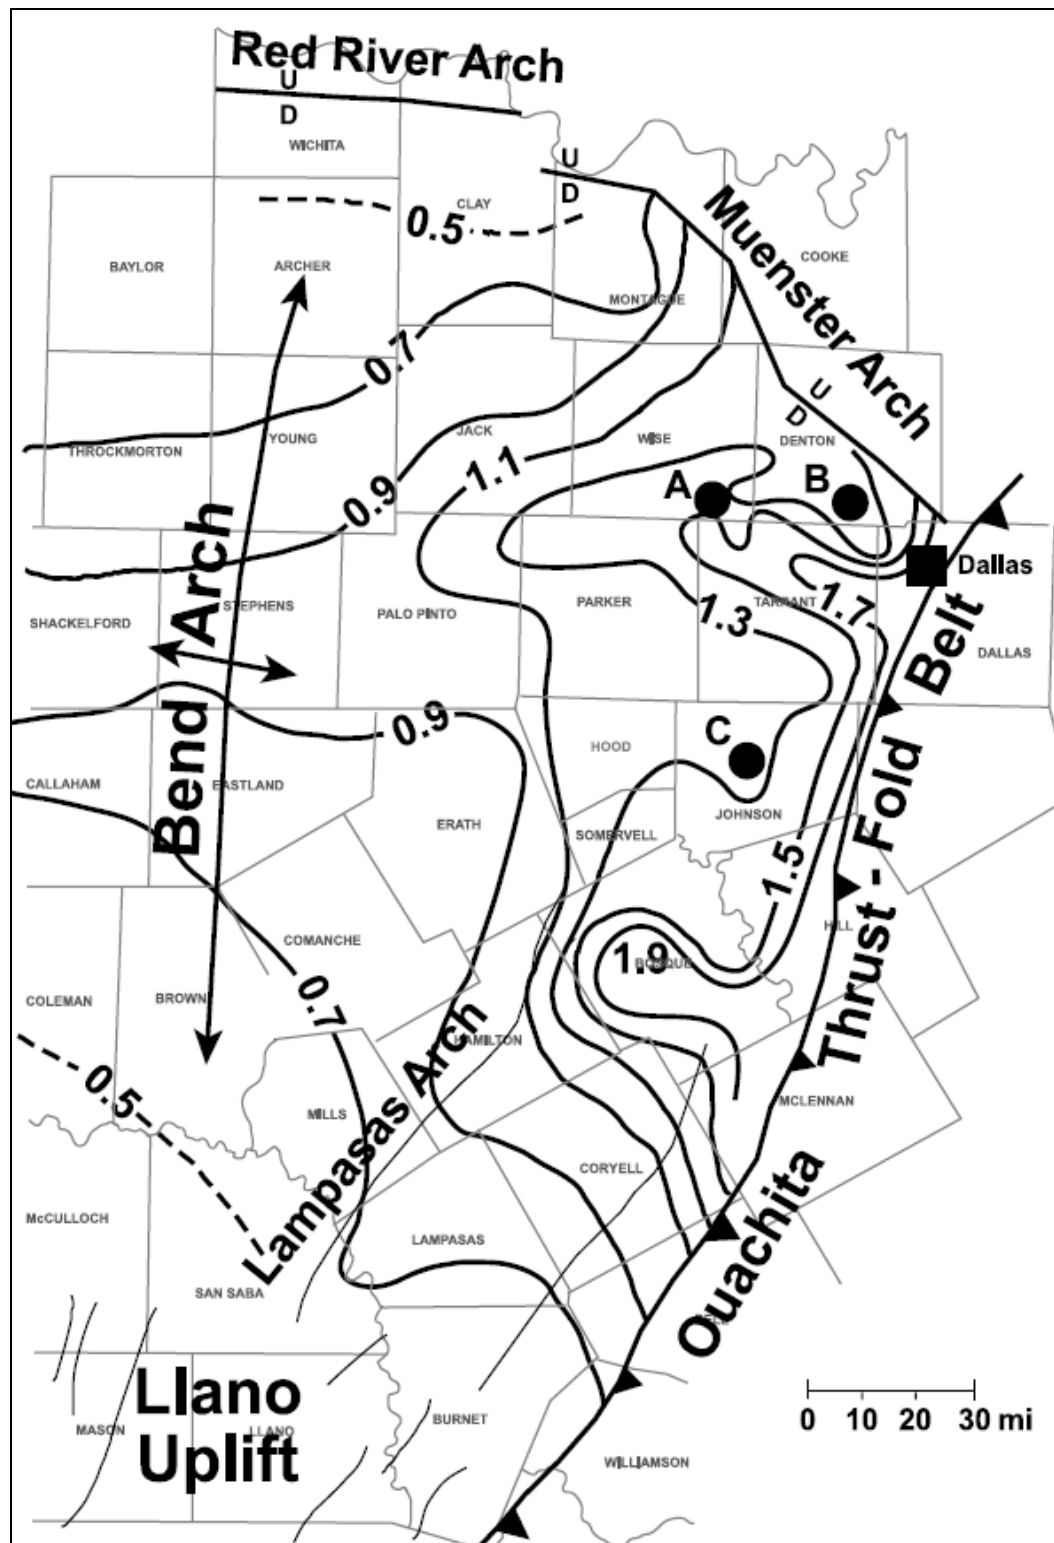 Red River Arch
U
D
WICHITA
U
D
CLAY
0.5
Muenster Arch
COOKE
BAYLOR
ARCHER
MONTAGUE
0.7
U
D
THROCKMORTON
YOUNG
JACK
WISE
DENTON
1.1
0.9
A
B
Dallas
SHACKELFORD
STEPHENS
PALO PINTO
PARKER
TARRANT
1.3
1.7
DALLAS
Bend Arch
0.9
HOOD
C
CALLAHAM
EASTLAND
ERATH
SOMERVELL
JOHNSON
1.5
COMANCHE
HILL
1.9
BOSQUE
COLEMAN
BROWN
0.7
HAMILTON
Lampasas Arch
0.5
MILLS
MCLENNAN
CORYELL
McCULLOCH
LAMPASAS
SAN SABA
Ouachita Thrust - Fold Belt
Llano
Uplift
MASON
LLANO
BURNET
WILLIAMSON
0 10 20 30 mi